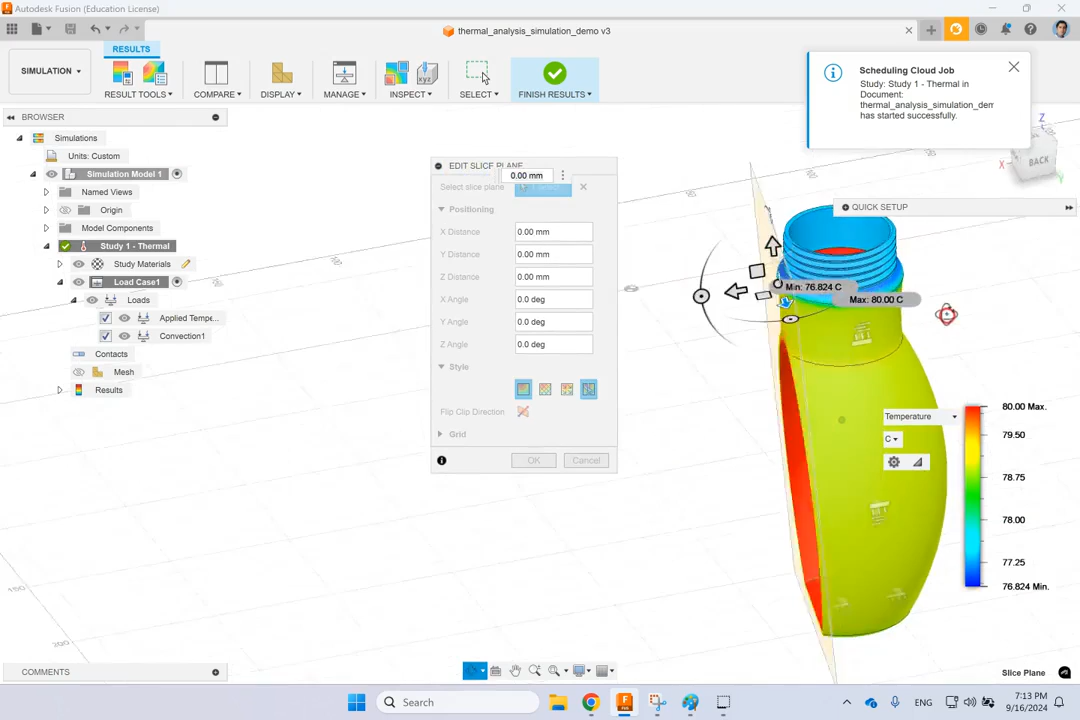 Autodesk Fusion (Education License)
thermal_analysis_simulation_demo v3
RESULTS
SIMULATION
RESULT TOOLS
COMPARE
DISPLAY
MANAGE
INSPECT
SELECT
FINISH RESULTS
Scheduling Cloud Job
Study: Study 1 - Thermal in
Document:
thermal_analysis_simulation_dem
has started successfully.
BROWSER
Simulations
Units: Custom
Simulation Model 1
Named Views
Origin
Model Components
Study 1 - Thermal
Study Materials
Load Case1
Loads
Applied Tempe...
Convection1
Contacts
Mesh
Results
EDIT SLICE PLANE
0.00 mm
Select slice plane
Positioning
X Distance 0.00 mm
Y Distance 0.00 mm
Z Distance 0.00 mm
X Angle 0.0 deg
Y Angle 0.0 deg
Z Angle 0.0 deg
Style
Flip Clip Direction
Grid
OK Cancel
Z
BACK
X
Y
QUICK SETUP
Min: 76.824 C
Max: 80.00 C
Temperature
C
80.00 Max.
79.50
78.75
78.00
77.25
76.824 Min.
50
100
100
50
150
200
COMMENTS
Slice Plane
Search
ENG
7:13 PM
9/16/2024